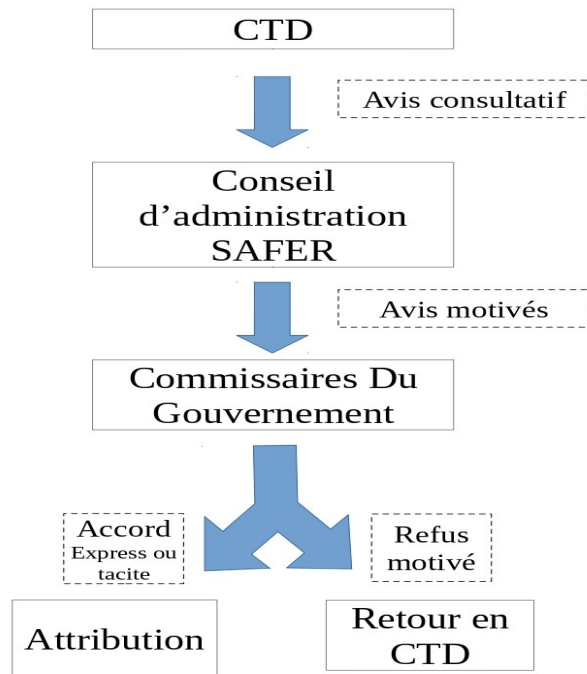 CTD
Avis consultatif
Conseil
d’administration
SAFER
Avis motivés
Commissaires Du
Gouvernement
Accord
Express ou
tacite
Refus
motivé
Attribution
Retour en
CTD